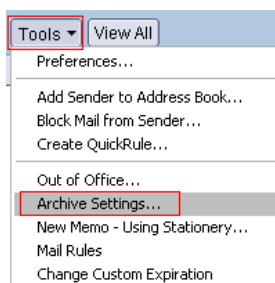 Tools ▾ View All
Preferences...
Add Sender to Address Book...
Block Mail from Sender...
Create QuickRule...
Out of Office...
Archive Settings...
New Memo - Using Stationery...
Mail Rules
Change Custom Expiration